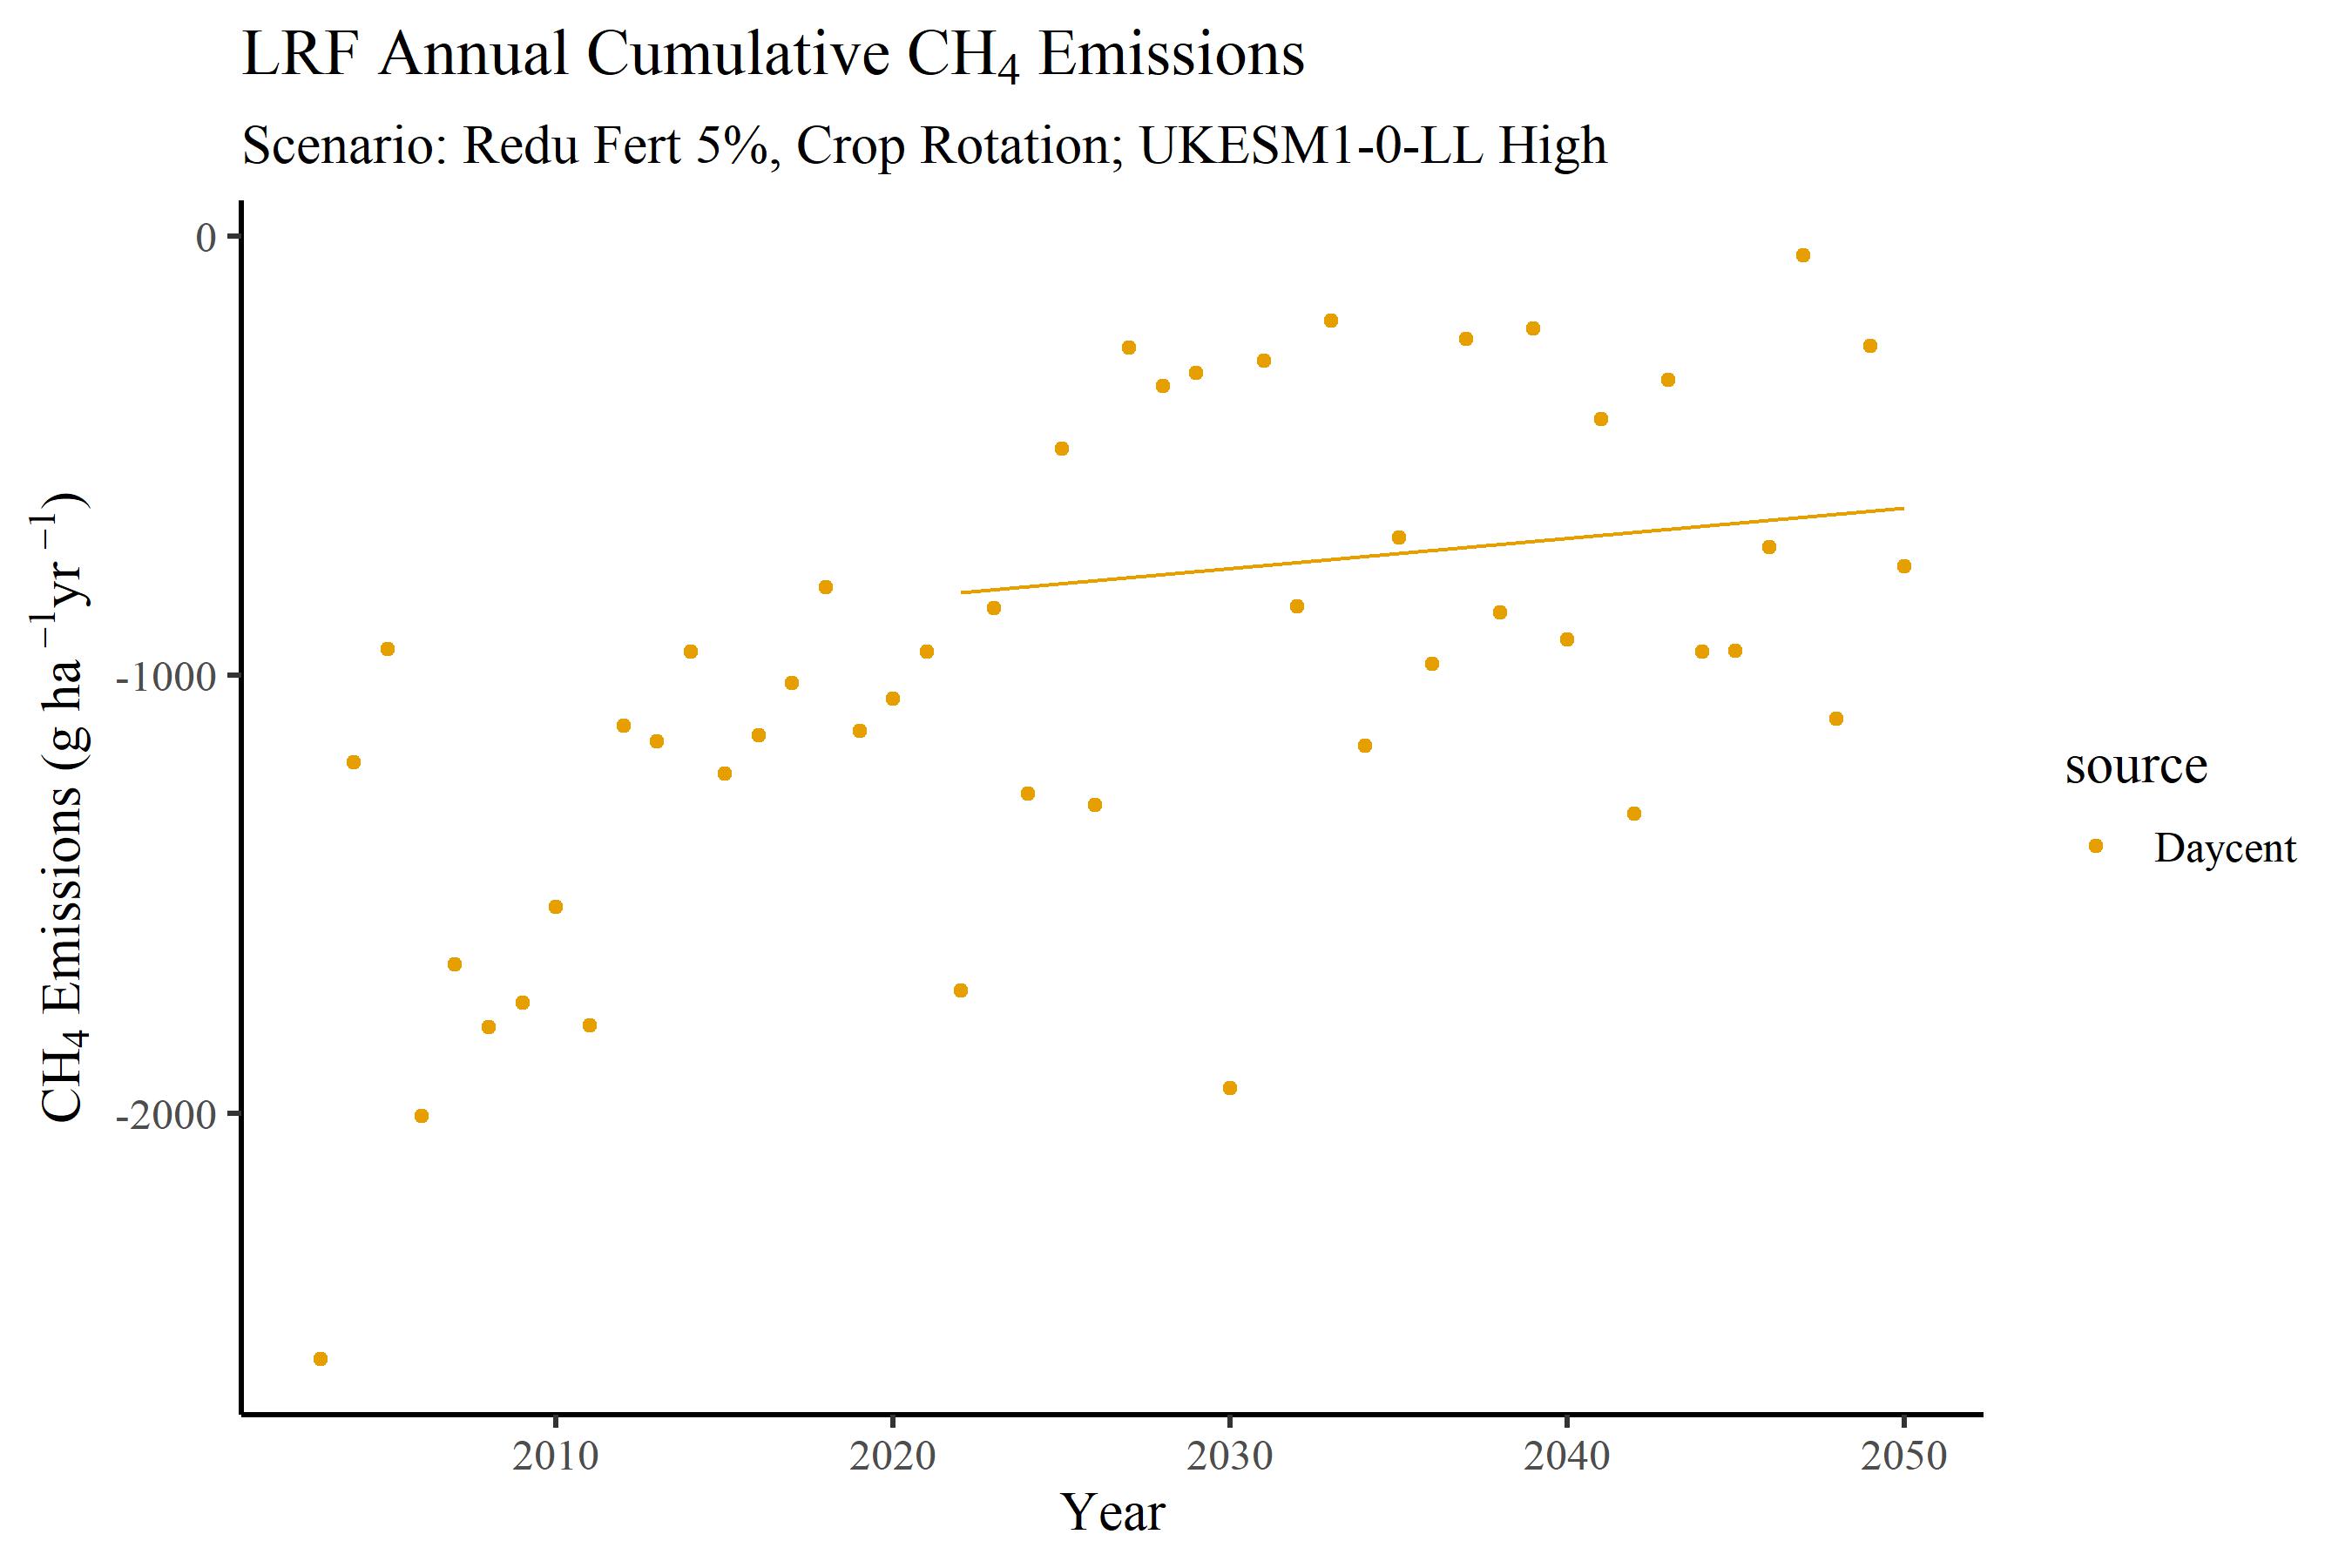 LRF Annual Cumulative CH₄ Emissions
Scenario: Redu Fert 5%, Crop Rotation; UKESM1-0-LL High
CH₄ Emissions (g ha ⁻¹yr ⁻¹)
0
-1000
-2000
2010 2020 2030 2040 2050
Year
source
Daycent